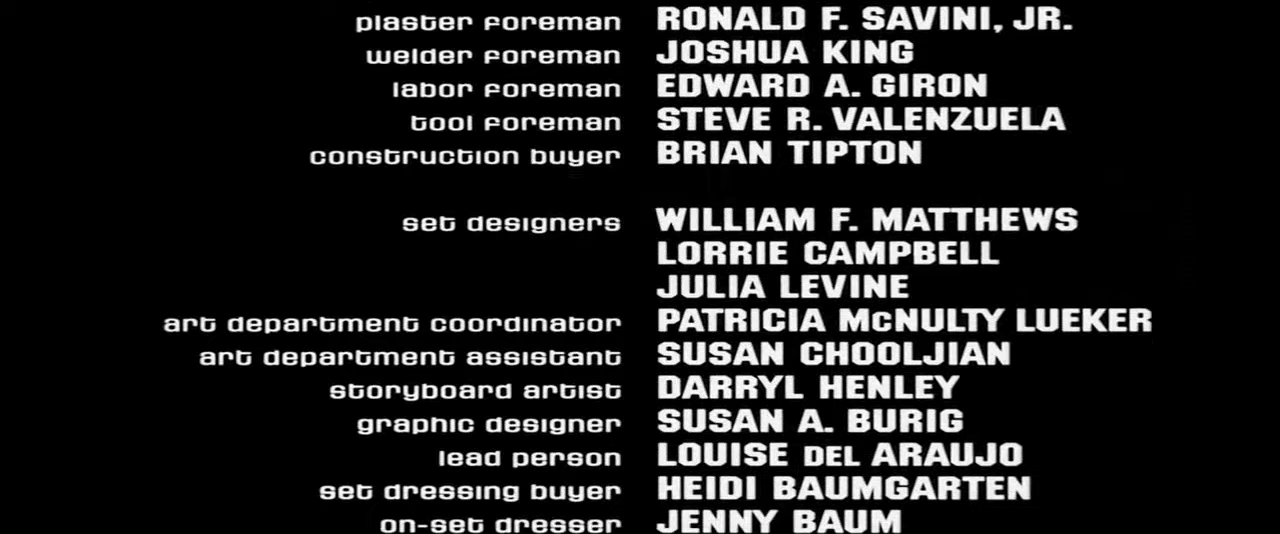 plaster foreman RONALD F. SAVINI, JR.
welder foreman JOSHUA KING
labor foreman EDWARD A. GIRON
tool foreman STEVE R. VALENZUELA
construction buyer BRIAN TIPTON
set designers WILLIAM F. MATTHEWS
LORRIE CAMPBELL
JULIA LEVINE
art department coordinator PATRICIA McNULTY LUEKER
art department assistant SUSAN CHOOLJIAN
storyboard artist DARRYL HENLEY
graphic designer SUSAN A. BURIG
lead person LOUISE DEL ARAUJO
set dressing buyer HEIDI BAUMGARTEN
on-set dresser JENNY BAUM